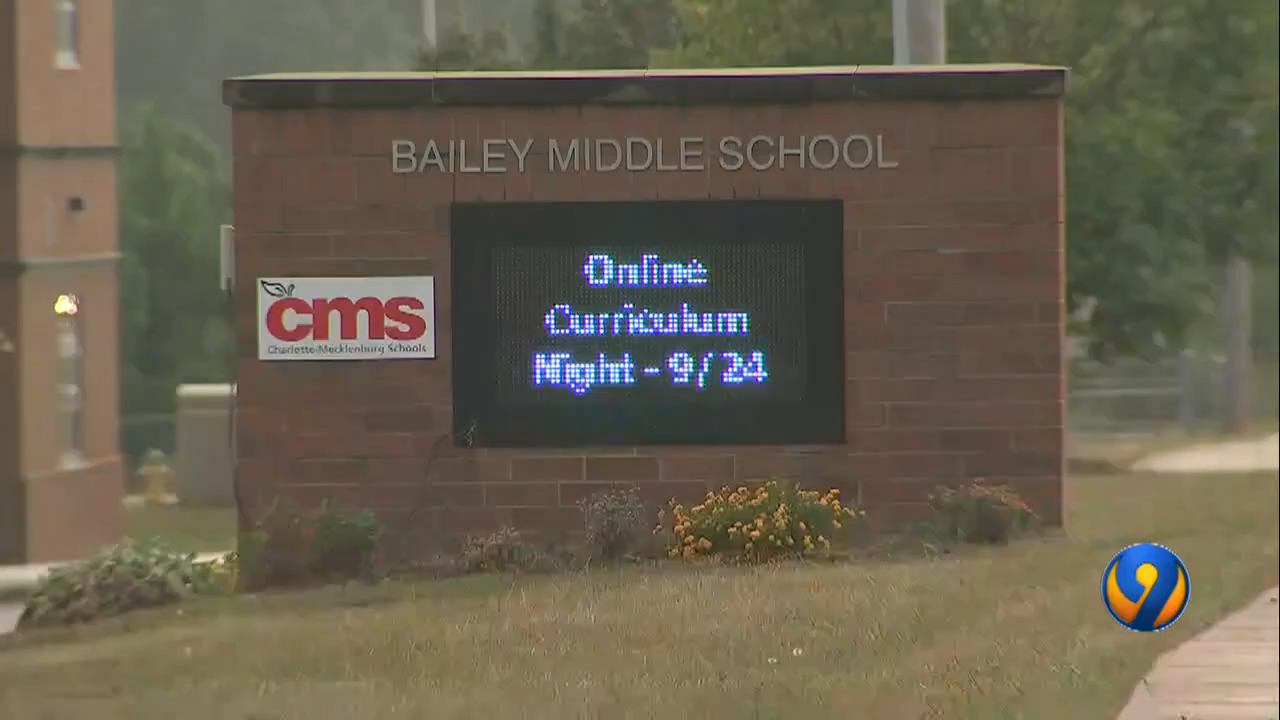 BAILEY MIDDLE SCHOOL
Online
Curriculum
Night - 9/24
cms
Charlotte-Mecklenburg Schools
9